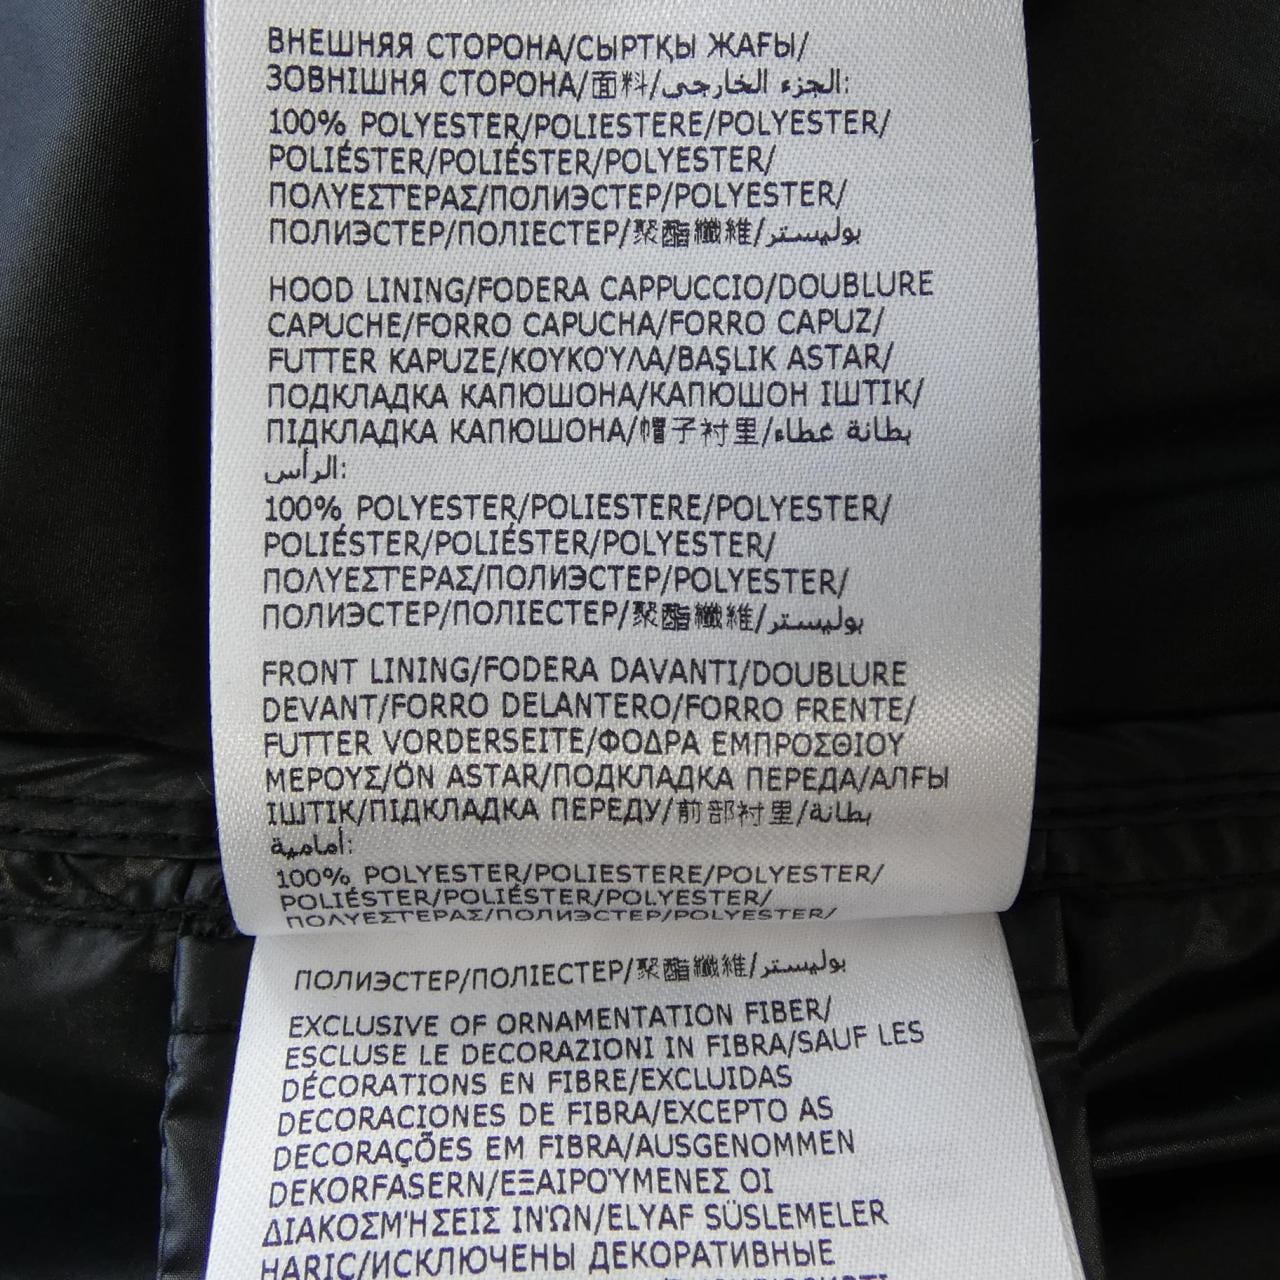 ВНЕШНЯЯ СТОРОНА/СЫРТҚЫ ЖАҒЫ/
ЗОВНІШНЯ СТОРОНА/面料/الجزء الخارجي:
100% POLYESTER/POLIESTERE/POLYESTER/
POLIÉSTER/POLIÉSTER/POLYESTER/
ΠΟΛΥΕΣΤΕΡΑΣ/ПОЛИЭСТЕР/POLYESTER/
ПОЛИЭСТЕР/ПОЛІЕСТЕР/聚酯纖維/بوليستر
HOOD LINING/FODERA CAPPUCCIO/DOUBLURE
CAPUCHE/FORRO CAPUCHA/FORRO CAPUZ/
FUTTER KAPUZE/ΚΟΥΚΟΎΛΑ/BAŞLIK ASTAR/
ПОДКЛАДКА КАПЮШОНА/КАПЮШОН ІШТІК/
ПІДКЛАДКА КАПЮШОНА/帽子衬里/بطانة غطاء
الرأس:
100% POLYESTER/POLIESTERE/POLYESTER/
POLIÉSTER/POLIÉSTER/POLYESTER/
ΠΟΛΥΕΣΤΕΡΑΣ/ПОЛИЭСТЕР/POLYESTER/
ПОЛИЭСТЕР/ПОЛІЕСТЕР/聚酯纖維/بوليستر
FRONT LINING/FODERA DAVANTI/DOUBLURE
DEVANT/FORRO DELANTERO/FORRO FRENTE/
FUTTER VORDERSEITE/ΦΟΔΡΑ ΕΜΠΡΟΣΘΙΟΥ
ΜΕΡΟΥΣ/ÖN ASTAR/ПОДКЛАДКА ПЕРЕДА/АЛҒЫ
ІШТІК/ПІДКЛАДКА ПЕРЕДУ/前部衬里/بطانة
أمامية:
100% POLYESTER/POLIESTERE/POLYESTER/
POLIÉSTER/POLIÉSTER/POLYESTER/
ΠΟΛΥΕΣΤΕΡΑΣ/ПОЛИЭСТЕР/POLYESTER/
ПОЛИЭСТЕР/ПОЛІЕСТЕР/聚酯纖維/بوليستر
EXCLUSIVE OF ORNAMENTATION FIBER/
ESCLUSE LE DECORAZIONI IN FIBRA/SAUF LES
DÉCORATIONS EN FIBRE/EXCLUIDAS
DECORACIONES DE FIBRA/EXCEPTO AS
DECORAÇÕES EM FIBRA/AUSGENOMMEN
DEKORFASERN/ΕΞΑΙΡΟΎΜΕΝΕΣ ΟΙ
ΔΙΑΚΟΣΜΉΣΕΙΣ ΙΝΏΝ/ELYAF SÜSLEMELER
HARIC/ИСКЛЮЧЕНЫ ДЕКОРАТИВНЫЕ